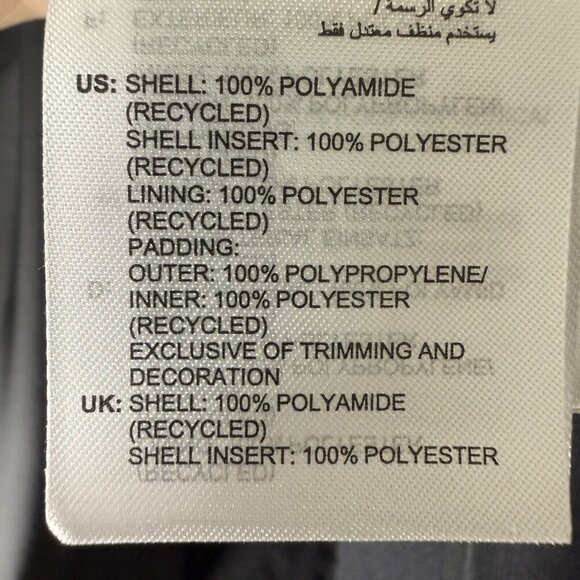 لا تكوي الرسمة /
يستخدم منظف معتدل فقط
US: SHELL: 100% POLYAMIDE
(RECYCLED)
SHELL INSERT: 100% POLYESTER
(RECYCLED)
LINING: 100% POLYESTER
(RECYCLED)
PADDING:
OUTER: 100% POLYPROPYLENE/
INNER: 100% POLYESTER
(RECYCLED)
EXCLUSIVE OF TRIMMING AND
DECORATION
UK: SHELL: 100% POLYAMIDE
(RECYCLED)
SHELL INSERT: 100% POLYESTER